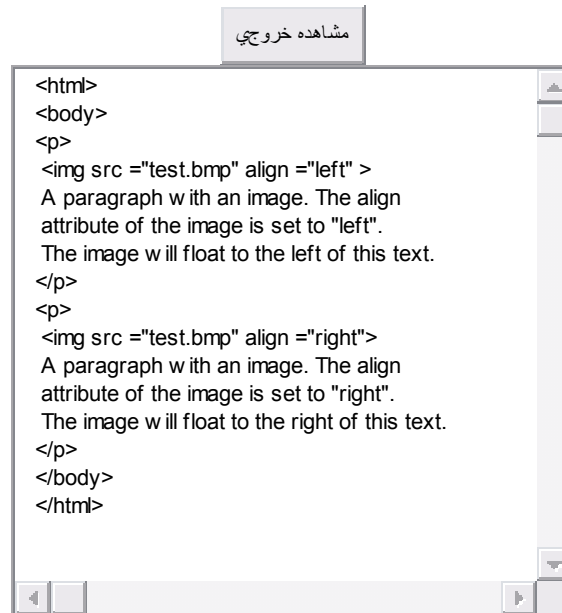 مشاهده خروجي
<html>
<body>
<p>
<img src ="test.bmp" align ="left" >
A paragraph with an image. The align
attribute of the image is set to "left".
The image will float to the left of this text.
</p>
<p>
<img src ="test.bmp" align ="right">
A paragraph with an image. The align
attribute of the image is set to "right".
The image will float to the right of this text.
</p>
</body>
</html>